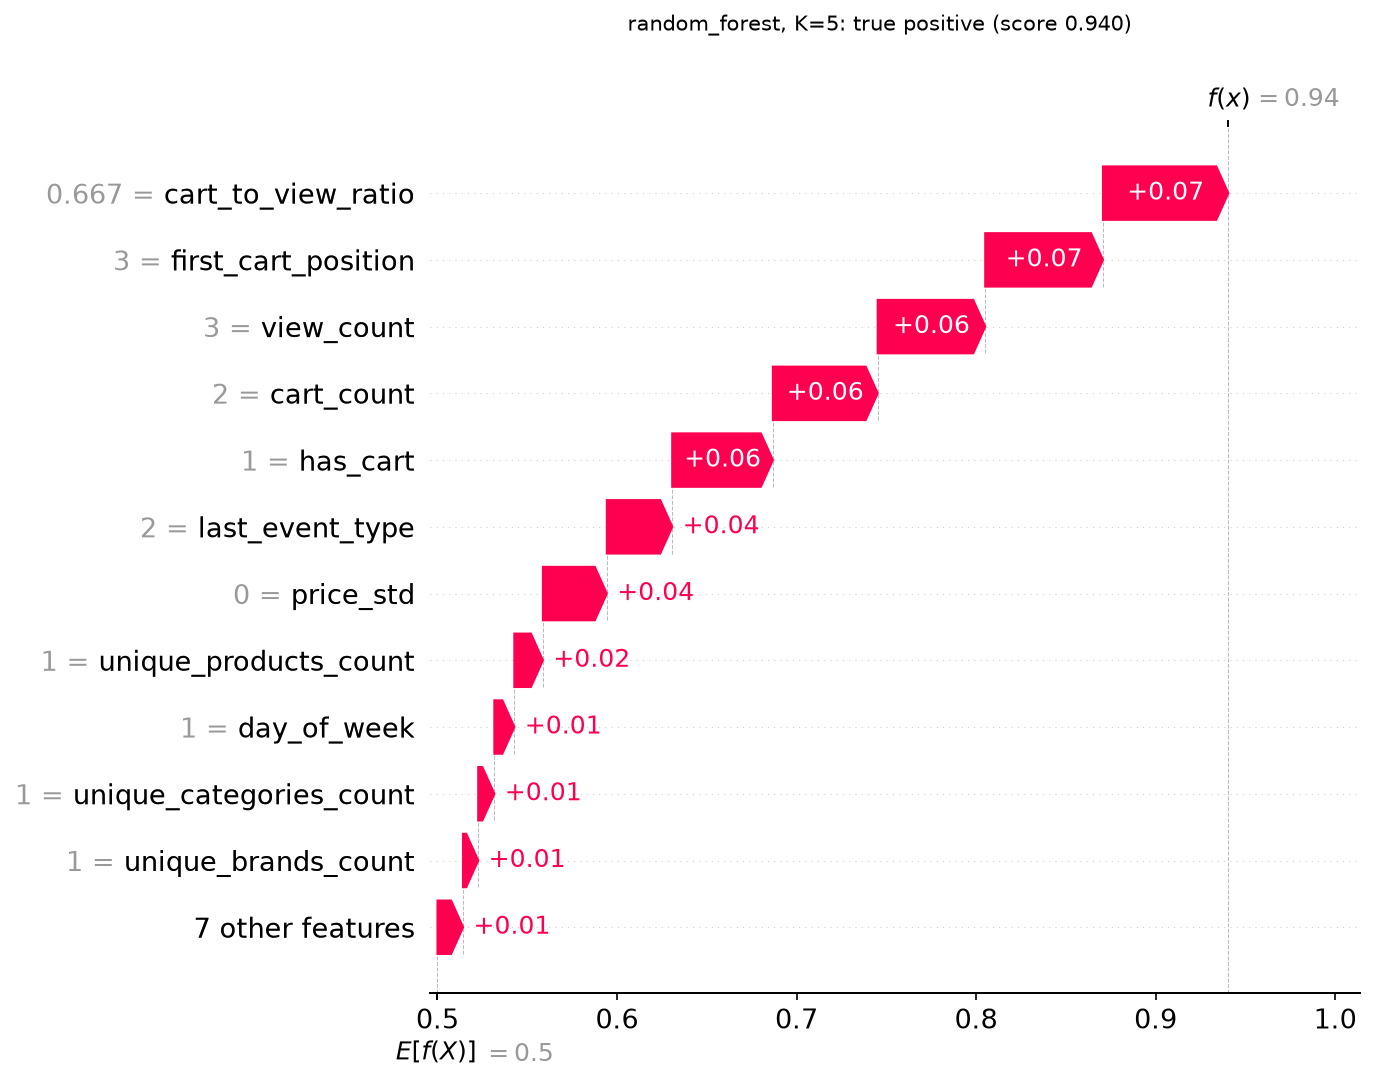 random_forest, K=5: true positive (score 0.940)
f(x) = 0.94
0.667 = cart_to_view_ratio +0.07
3 = first_cart_position +0.07
3 = view_count +0.06
2 = cart_count +0.06
1 = has_cart +0.06
2 = last_event_type +0.04
0 = price_std +0.04
1 = unique_products_count +0.02
1 = day_of_week +0.01
1 = unique_categories_count +0.01
1 = unique_brands_count +0.01
7 other features +0.01
0.5 0.6 0.7 0.8 0.9 1.0
E[f(X)] = 0.5